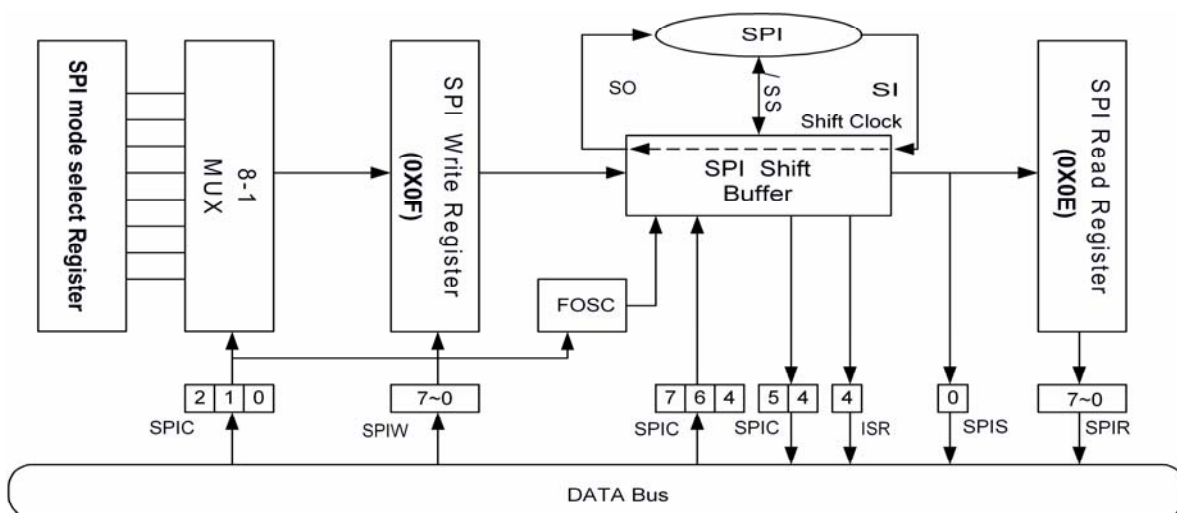 SPI mode select Register
8-1
MUX
SPI Write Register
(0X0F)
SPI
SO
/SS
SI
Shift Clock
SPI Shift
Buffer
SPI Read Register
(0X0E)
FOSC
2 1 0
SPIC
7~0
SPIW
7 6 4
SPIC
5 4
SPIC
4
ISR
0
SPIS
7~0
SPIR
DATA Bus